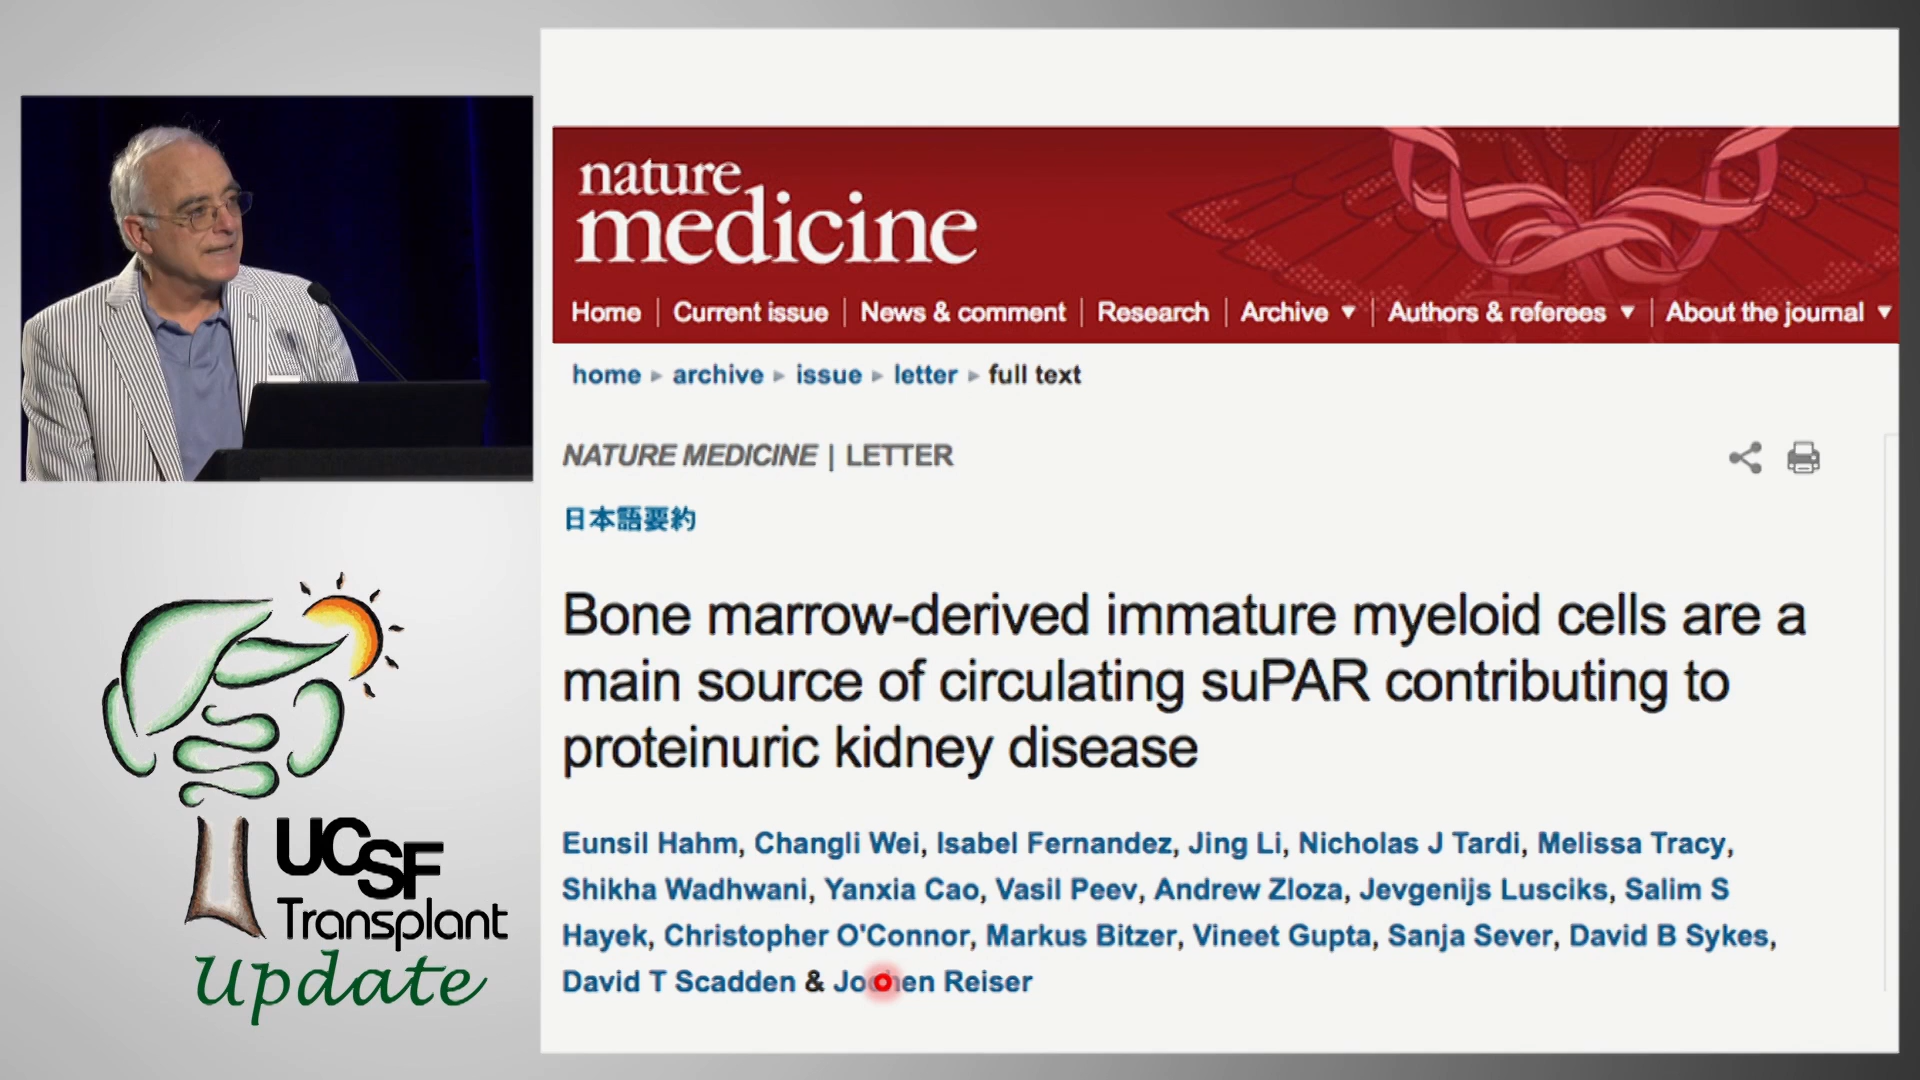 nature
medicine
Home | Current issue | News & comment | Research | Archive ▼ | Authors & referees ▼ | About the journal ▼
home ▸ archive ▸ issue ▸ letter ▸ full text
NATURE MEDICINE | LETTER
日本語要約
Bone marrow-derived immature myeloid cells are a
main source of circulating suPAR contributing to
proteinuric kidney disease
Eunsil Hahm, Changli Wei, Isabel Fernandez, Jing Li, Nicholas J Tardi, Melissa Tracy,
Shikha Wadhwani, Yanxia Cao, Vasil Peev, Andrew Zloza, Jevgenijs Lusciks, Salim S
Hayek, Christopher O'Connor, Markus Bitzer, Vineet Gupta, Sanja Sever, David B Sykes,
David T Scadden & Jochen Reiser
UCSF
Transplant
Update